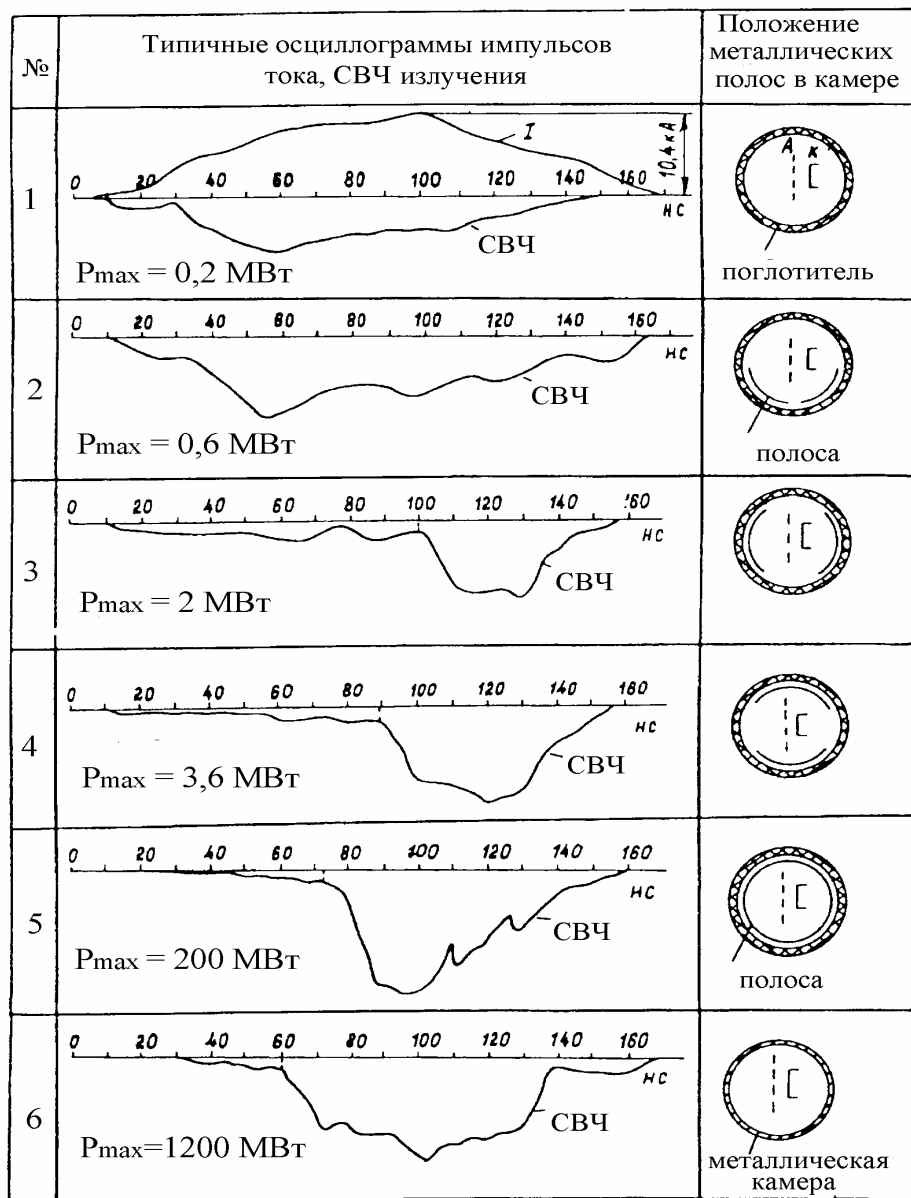 №
Типичные осциллограммы импульсов
тока, СВЧ излучения
Положение
металлических
полос в камере
1
I
10,4 кА
0 20 40 60 80 100 120 140 160
нс
СВЧ
Pmax = 0,2 МВт
А К
поглотитель
2
0 20 40 60 80 100 120 140 160
нс
СВЧ
Pmax = 0,6 МВт
полоса
3
0 20 40 60 80 100 120 140 160
нс
СВЧ
Pmax = 2 МВт
4
0 20 40 60 80 100 120 140 160
нс
СВЧ
Pmax = 3,6 МВт
5
0 20 40 60 80 100 120 140 160
нс
СВЧ
Pmax = 200 МВт
полоса
6
0 20 40 60 80 100 120 140 160
нс
СВЧ
Pmax=1200 МВт
металлическая
камера